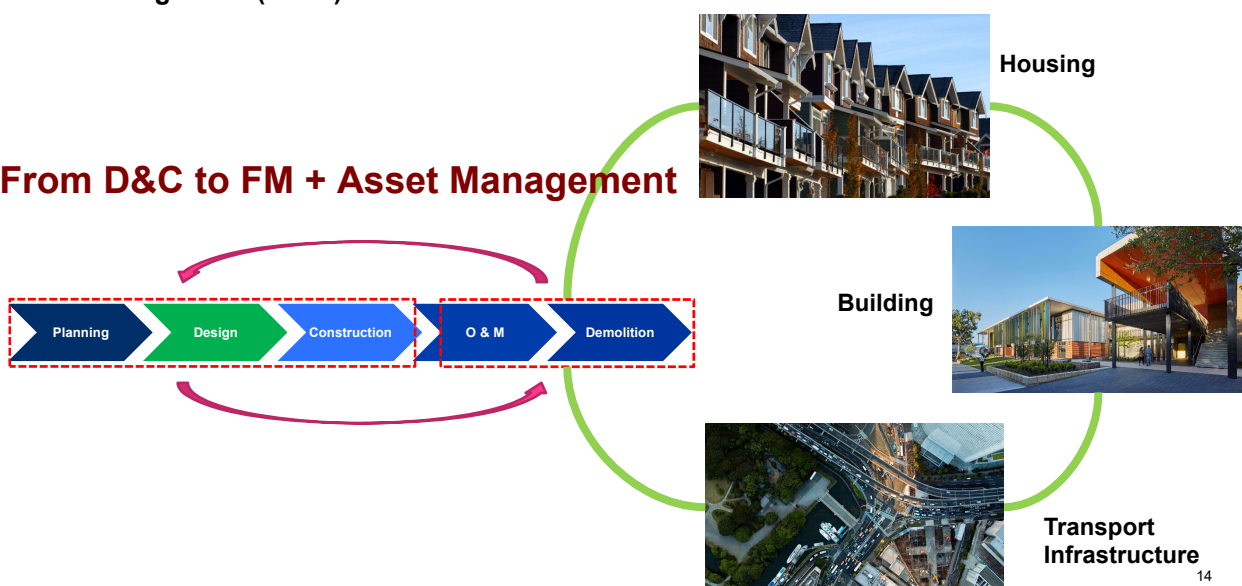 Housing
From D&C to FM + Asset Management
Building
Planning
Design
Construction
O & M
Demolition
Transport
Infrastructure
14